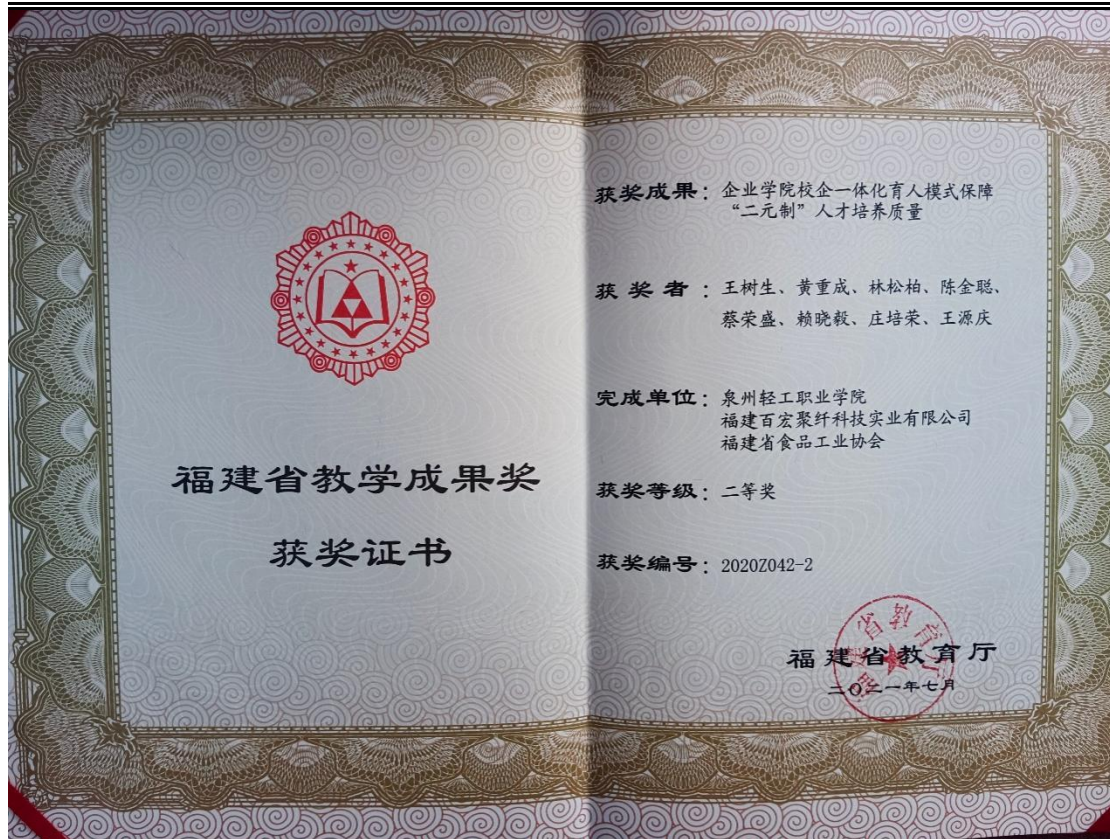 福建省教学成果奖
获奖证书
获奖成果：企业学院校企一体化育人模式保障
“二元制”人才培养质量
获奖者：王树生、黄重成、林松柏、陈金聪、
蔡荣盛、赖晓毅、庄培荣、王源庆
完成单位：泉州轻工职业学院
福建百宏聚纤科技实业有限公司
福建省食品工业协会
获奖等级：二等奖
获奖编号：2020Z042-2
福建省教育厅
福建省教育厅
二〇二一年七月